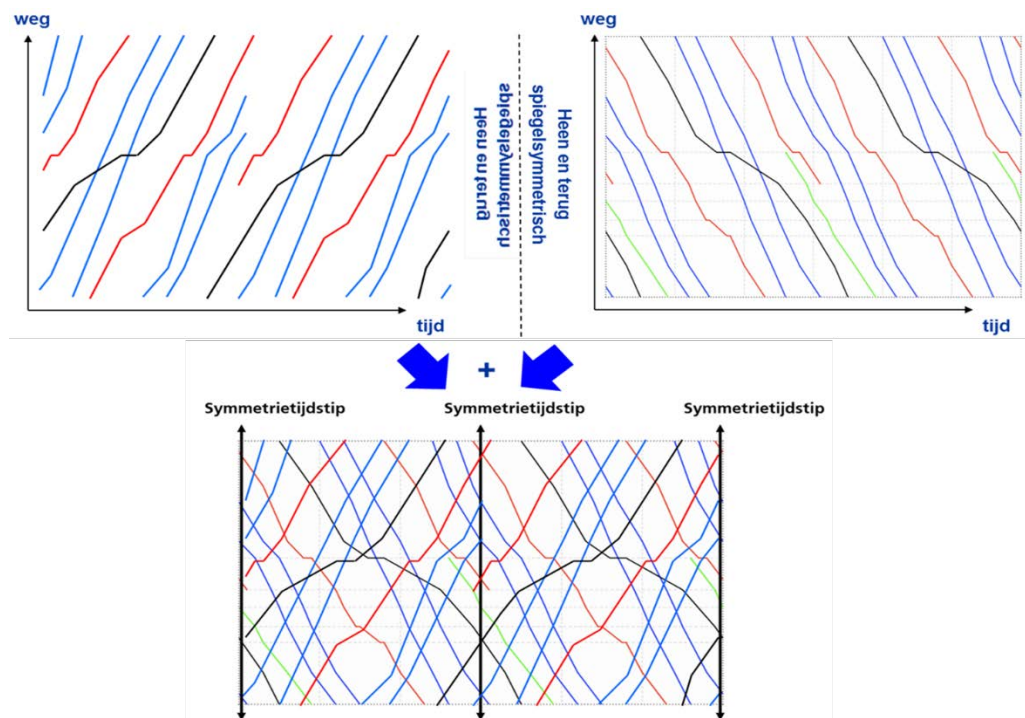 weg
weg
Heen en terug
spiegelsymmetrisch
Heen en terug
spiegelsymmetrisch
tijd
tijd
+
Symmetrietijdstip
Symmetrietijdstip
Symmetrietijdstip